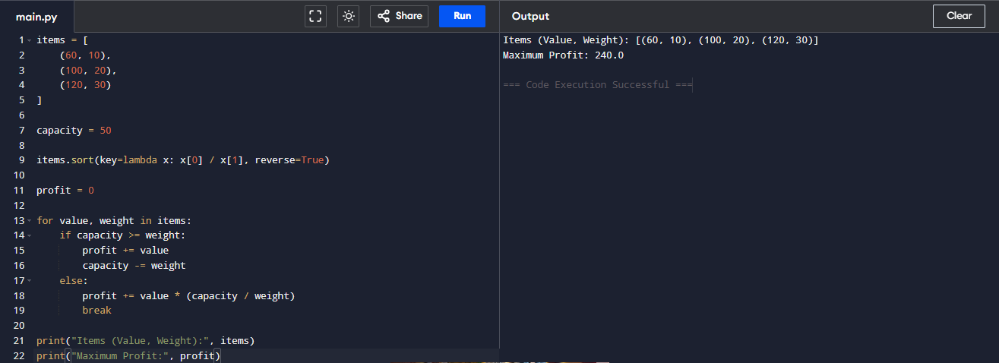 main.py
Share
Run
Output
Clear
1 items = [
2     (60, 10),
3     (100, 20),
4     (120, 30)
5 ]
6
7 capacity = 50
8
9 items.sort(key=lambda x: x[0] / x[1], reverse=True)
10
11 profit = 0
12
13 for value, weight in items:
14     if capacity >= weight:
15         profit += value
16         capacity -= weight
17     else:
18         profit += value * (capacity / weight)
19         break
20
21 print("Items (Value, Weight):", items)
22 print("Maximum Profit:", profit)
Items (Value, Weight): [(60, 10), (100, 20), (120, 30)]
Maximum Profit: 240.0
=== Code Execution Successful ===